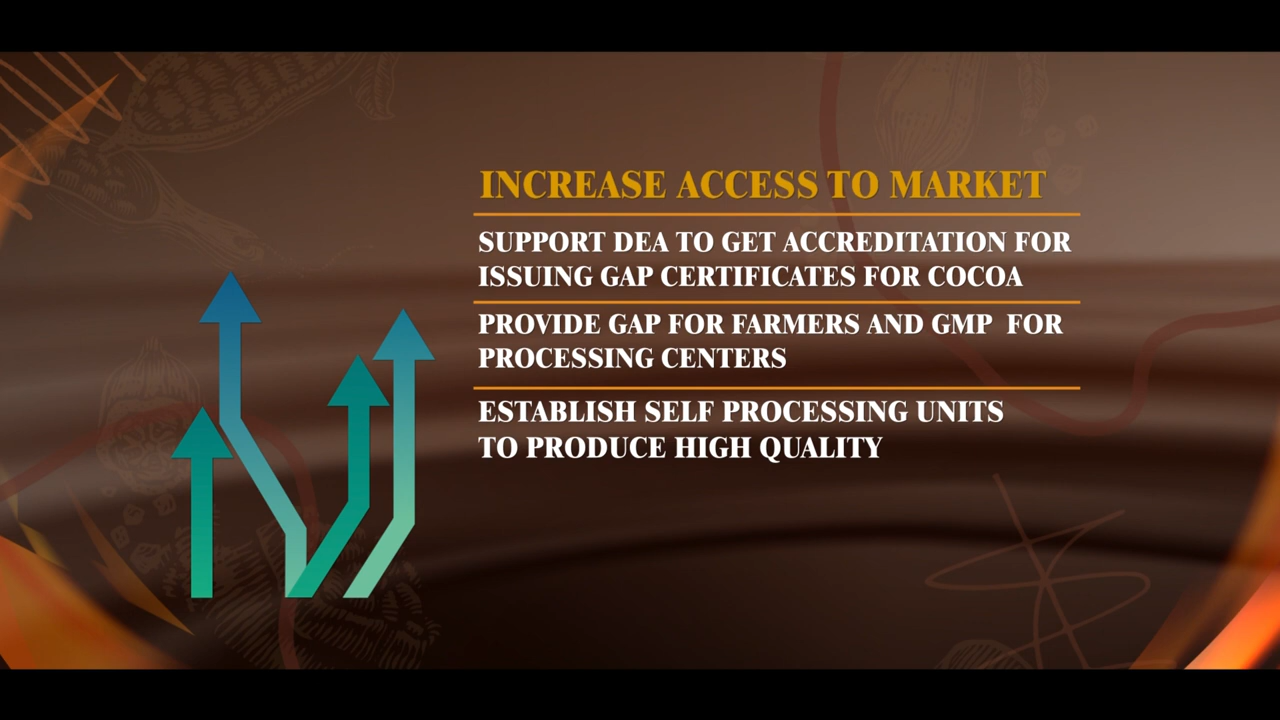 INCREASE ACCESS TO MARKET
SUPPORT DEA TO GET ACCREDITATION FOR
ISSUING GAP CERTIFICATES FOR COCOA
PROVIDE GAP FOR FARMERS AND GMP FOR
PROCESSING CENTERS
ESTABLISH SELF PROCESSING UNITS
TO PRODUCE HIGH QUALITY